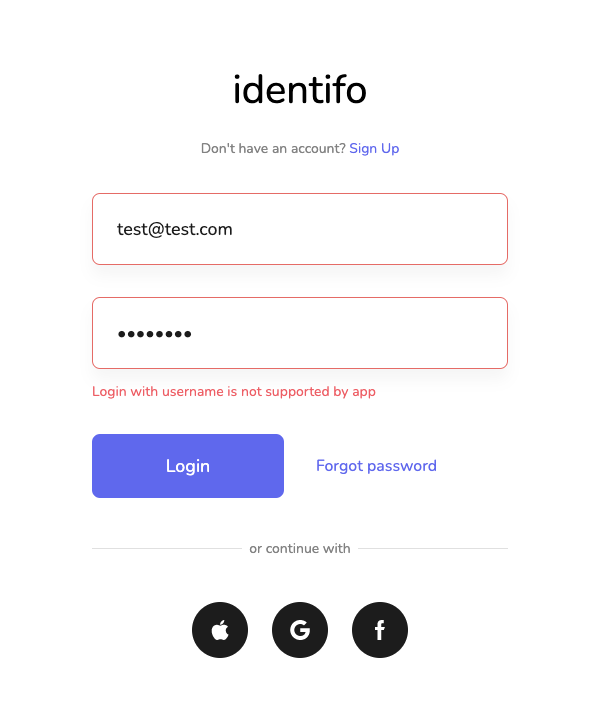 identifo
Don't have an account? Sign Up
test@test.com
••••••••
Login with username is not supported by app
Login
Forgot password
or continue with